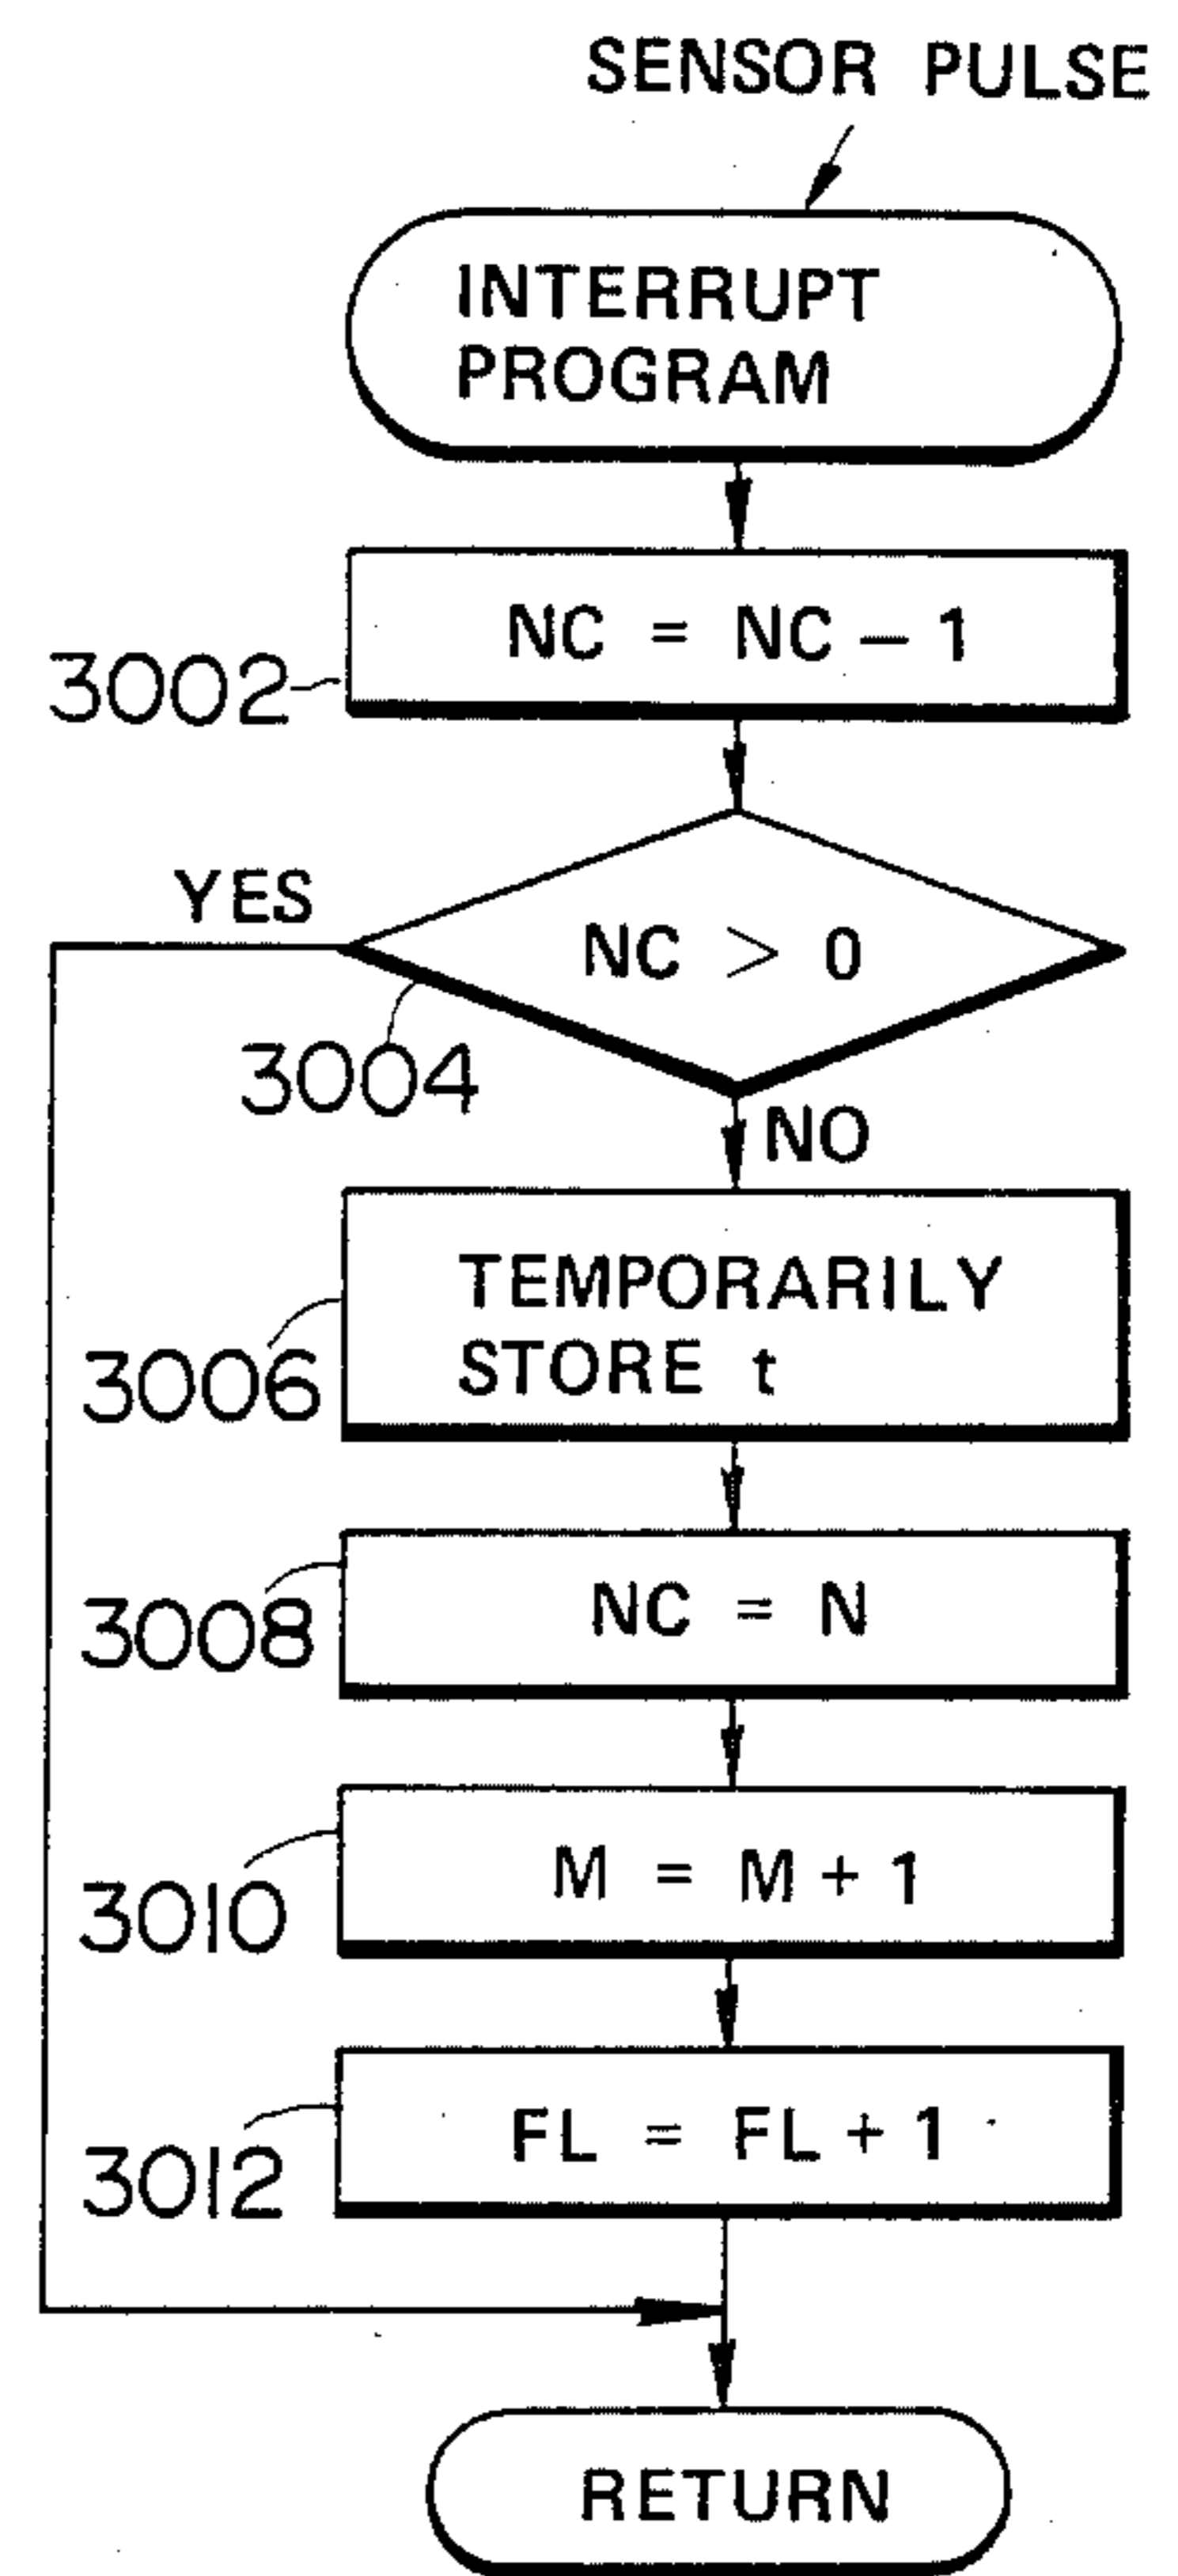 SENSOR PULSE
INTERRUPT
PROGRAM
NC = NC - 1
3002
YES
NC > 0
3004
NO
TEMPORARILY
STORE t
3006
NC = N
3008
M = M + 1
3010
FL = FL + 1
3012
RETURN